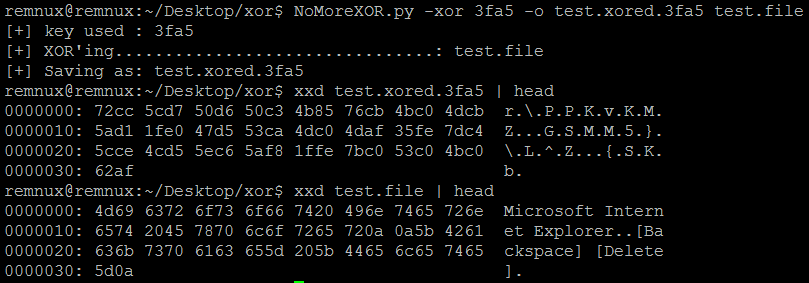 remnux@remnux:~/Desktop/xor$ NoMoreXOR.py -xor 3fa5 -o test.xored.3fa5 test.file
[+] key used : 3fa5
[+] XOR'ing................................: test.file
[+] Saving as: test.xored.3fa5
remnux@remnux:~/Desktop/xor$ xxd test.xored.3fa5 | head
0000000: 72cc 5cd7 50d6 50c3 4b85 76cb 4bc0 4dcb  r.\.P.P.K.v.K.M.
0000010: 5ad1 1fe0 47d5 53ca 4dc0 4daf 35fe 7dc4  Z...G.S.M.M.5.}.
0000020: 5cce 4cd5 5ec6 5af8 1ffe 7bc0 53c0 4bc0  \.L.^.Z...{.S.K.
0000030: 62af                                     b.
remnux@remnux:~/Desktop/xor$ xxd test.file | head
0000000: 4d69 6372 6f73 6f66 7420 496e 7465 726e  Microsoft Intern
0000010: 6574 2045 7870 6c6f 7265 720a 0a5b 4261  et Explorer..[Ba
0000020: 636b 7370 6163 655d 205b 4465 6c65 7465  ckspace] [Delete
0000030: 5d0a                                     ].